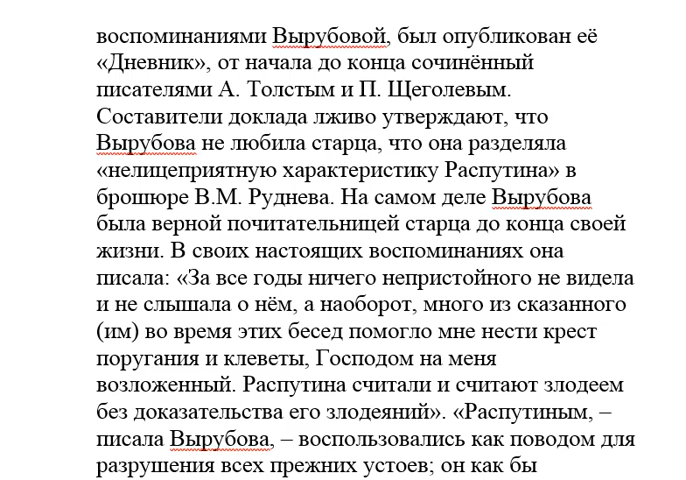 воспоминаниями Вырубовой, был опубликован её
«Дневник», от начала до конца сочинённый
писателями А. Толстым и П. Щеголевым.
Составители доклада лживо утверждают, что
Вырубова не любила старца, что она разделяла
«нелицеприятную характеристику Распутина» в
брошюре В.М. Руднева. На самом деле Вырубова
была верной почитательницей старца до конца своей
жизни. В своих настоящих воспоминаниях она
писала: «За все годы ничего непристойного не видела
и не слышала о нём, а наоборот, много из сказанного
(им) во время этих бесед помогло мне нести крест
поругания и клеветы, Господом на меня
возложенный. Распутина считали и считают злодеем
без доказательства его злодеяний». «Распутиным, –
писала Вырубова, – воспользовались как поводом для
разрушения всех прежних устоев; он как бы